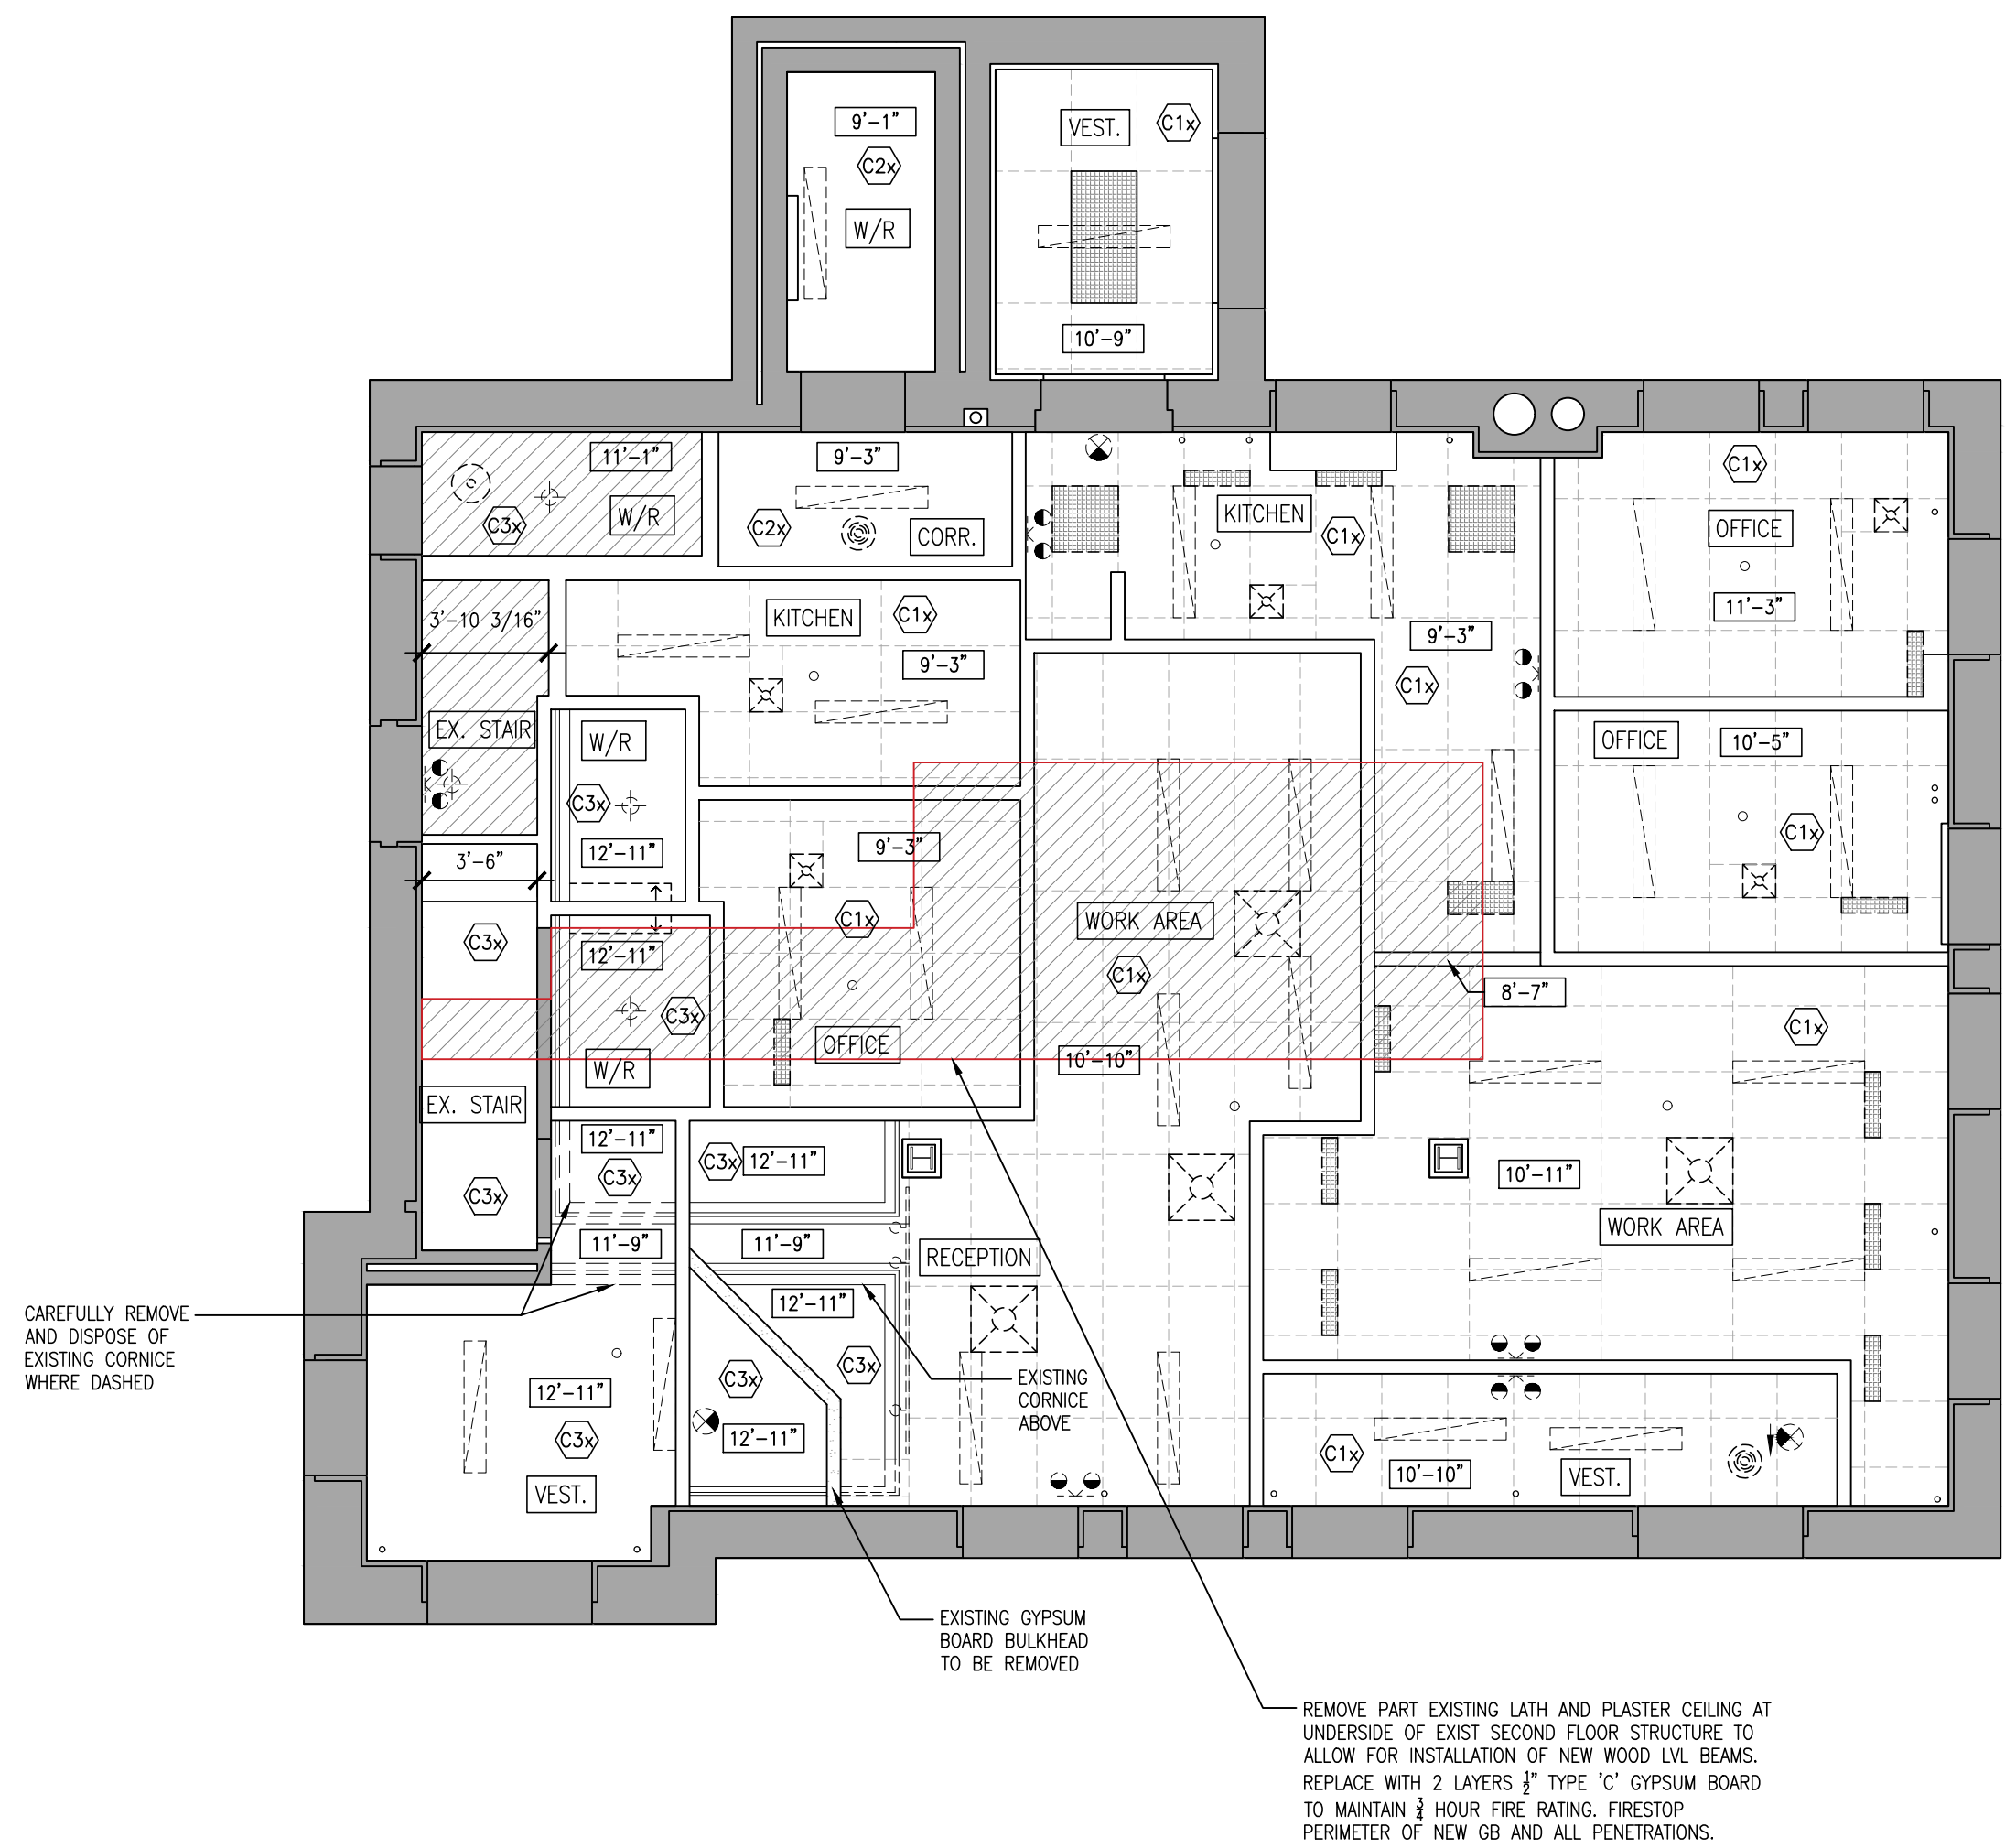 9'-1"
C2x
W/R
VEST.
C1x
10'-9"
11'-1"
C3x
W/R
9'-3"
C2x
CORR.
KITCHEN
C1x
C1x
OFFICE
11'-3"
3'-10 3/16"
KITCHEN
C1x
9'-3"
9'-3"
C1x
EX. STAIR
W/R
C3x
12'-11"
OFFICE
10'-5"
C1x
3'-6"
9'-3"
C1x
WORK AREA
C1x
C3x
12'-11"
C3x
W/R
OFFICE
10'-10"
8'-7"
C1x
EX. STAIR
C3x
12'-11"
C3x
C3x
12'-11"
10'-11"
WORK AREA
11'-9"
11'-9"
RECEPTION
12'-11"
CAREFULLY REMOVE
AND DISPOSE OF
EXISTING CORNICE
WHERE DASHED
12'-11"
C3x
VEST.
C3x
12'-11"
C3x
EXISTING
CORNICE
ABOVE
C1x
10'-10"
VEST.
EXISTING GYPSUM
BOARD BULKHEAD
TO BE REMOVED
REMOVE PART EXISTING LATH AND PLASTER CEILING AT
UNDERSIDE OF EXIST SECOND FLOOR STRUCTURE TO
ALLOW FOR INSTALLATION OF NEW WOOD LVL BEAMS.
REPLACE WITH 2 LAYERS ½" TYPE 'C' GYPSUM BOARD
TO MAINTAIN ¾ HOUR FIRE RATING. FIRESTOP
PERIMETER OF NEW GB AND ALL PENETRATIONS.